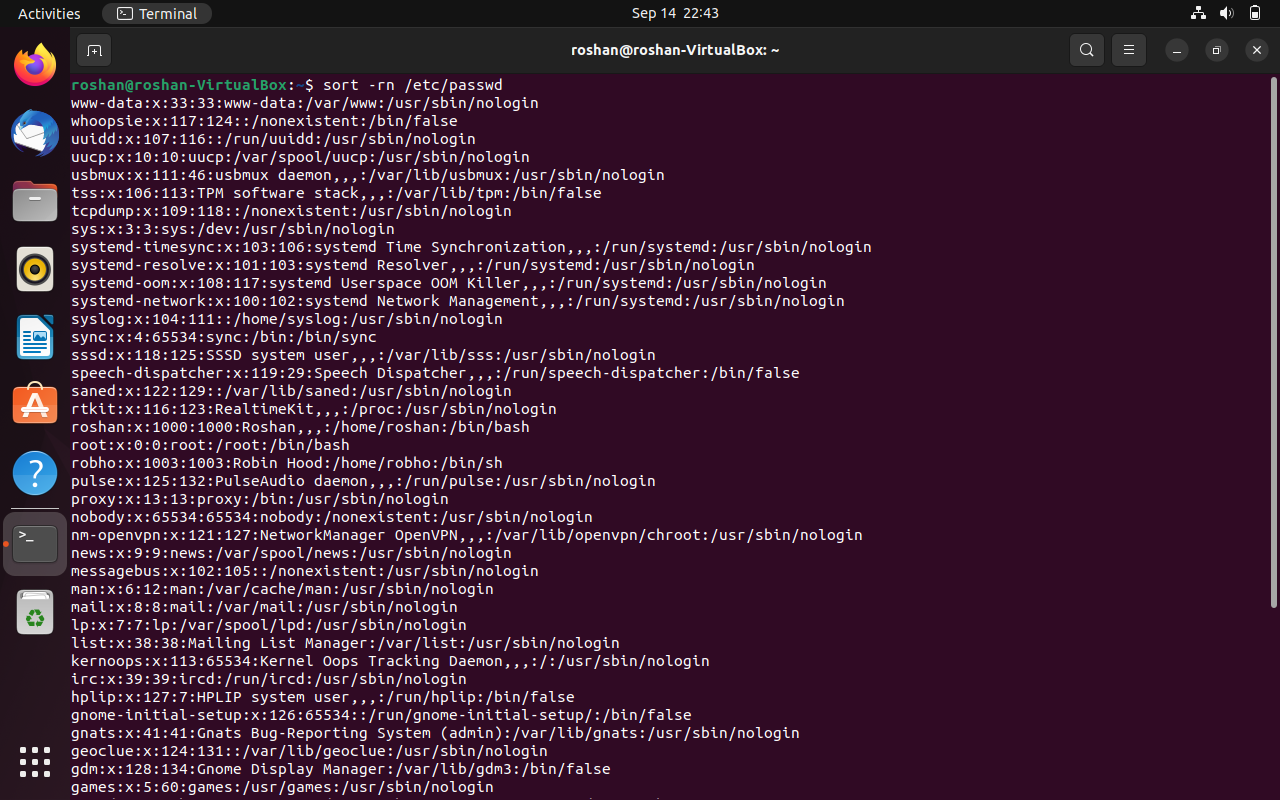 Activities
Terminal
Sep 14 22:43
roshan@roshan-VirtualBox: ~
roshan@roshan-VirtualBox:~$ sort -rn /etc/passwd
www-data:x:33:33:www-data:/var/www:/usr/sbin/nologin
whoopsie:x:117:124::/nonexistent:/bin/false
uuidd:x:107:116::/run/uuidd:/usr/sbin/nologin
uucp:x:10:10:uucp:/var/spool/uucp:/usr/sbin/nologin
usbmux:x:111:46:usbmux daemon,,,:/var/lib/usbmux:/usr/sbin/nologin
tss:x:106:113:TPM software stack,,,:/var/lib/tpm:/bin/false
tcpdump:x:109:118::/nonexistent:/usr/sbin/nologin
sys:x:3:3:sys:/dev:/usr/sbin/nologin
systemd-timesync:x:103:106:systemd Time Synchronization,,,:/run/systemd:/usr/sbin/nologin
systemd-resolve:x:101:103:systemd Resolver,,,:/run/systemd:/usr/sbin/nologin
systemd-oom:x:108:117:systemd Userspace OOM Killer,,,:/run/systemd:/usr/sbin/nologin
systemd-network:x:100:102:systemd Network Management,,,:/run/systemd:/usr/sbin/nologin
syslog:x:104:111::/home/syslog:/usr/sbin/nologin
sync:x:4:65534:sync:/bin:/bin/sync
sssd:x:118:125:SSSD system user,,,:/var/lib/sss:/usr/sbin/nologin
speech-dispatcher:x:119:29:Speech Dispatcher,,,:/run/speech-dispatcher:/bin/false
saned:x:122:129::/var/lib/saned:/usr/sbin/nologin
rtkit:x:116:123:RealtimeKit,,,:/proc:/usr/sbin/nologin
roshan:x:1000:1000:Roshan,,,:/home/roshan:/bin/bash
root:x:0:0:root:/root:/bin/bash
robho:x:1003:1003:Robin Hood:/home/robho:/bin/sh
pulse:x:125:132:PulseAudio daemon,,,:/run/pulse:/usr/sbin/nologin
proxy:x:13:13:proxy:/bin:/usr/sbin/nologin
nobody:x:65534:65534:nobody:/nonexistent:/usr/sbin/nologin
nm-openvpn:x:121:127:NetworkManager OpenVPN,,,:/var/lib/openvpn/chroot:/usr/sbin/nologin
news:x:9:9:news:/var/spool/news:/usr/sbin/nologin
messagebus:x:102:105::/nonexistent:/usr/sbin/nologin
man:x:6:12:man:/var/cache/man:/usr/sbin/nologin
mail:x:8:8:mail:/var/mail:/usr/sbin/nologin
lp:x:7:7:lp:/var/spool/lpd:/usr/sbin/nologin
list:x:38:38:Mailing List Manager:/var/list:/usr/sbin/nologin
kernoops:x:113:65534:Kernel Oops Tracking Daemon,,,:/:/usr/sbin/nologin
irc:x:39:39:ircd:/run/ircd:/usr/sbin/nologin
hplip:x:127:7:HPLIP system user,,,:/run/hplip:/bin/false
gnome-initial-setup:x:126:65534::/run/gnome-initial-setup/:/bin/false
gnats:x:41:41:Gnats Bug-Reporting System (admin):/var/lib/gnats:/usr/sbin/nologin
geoclue:x:124:131::/var/lib/geoclue:/usr/sbin/nologin
gdm:x:128:134:Gnome Display Manager:/var/lib/gdm3:/bin/false
games:x:5:60:games:/usr/games:/usr/sbin/nologin